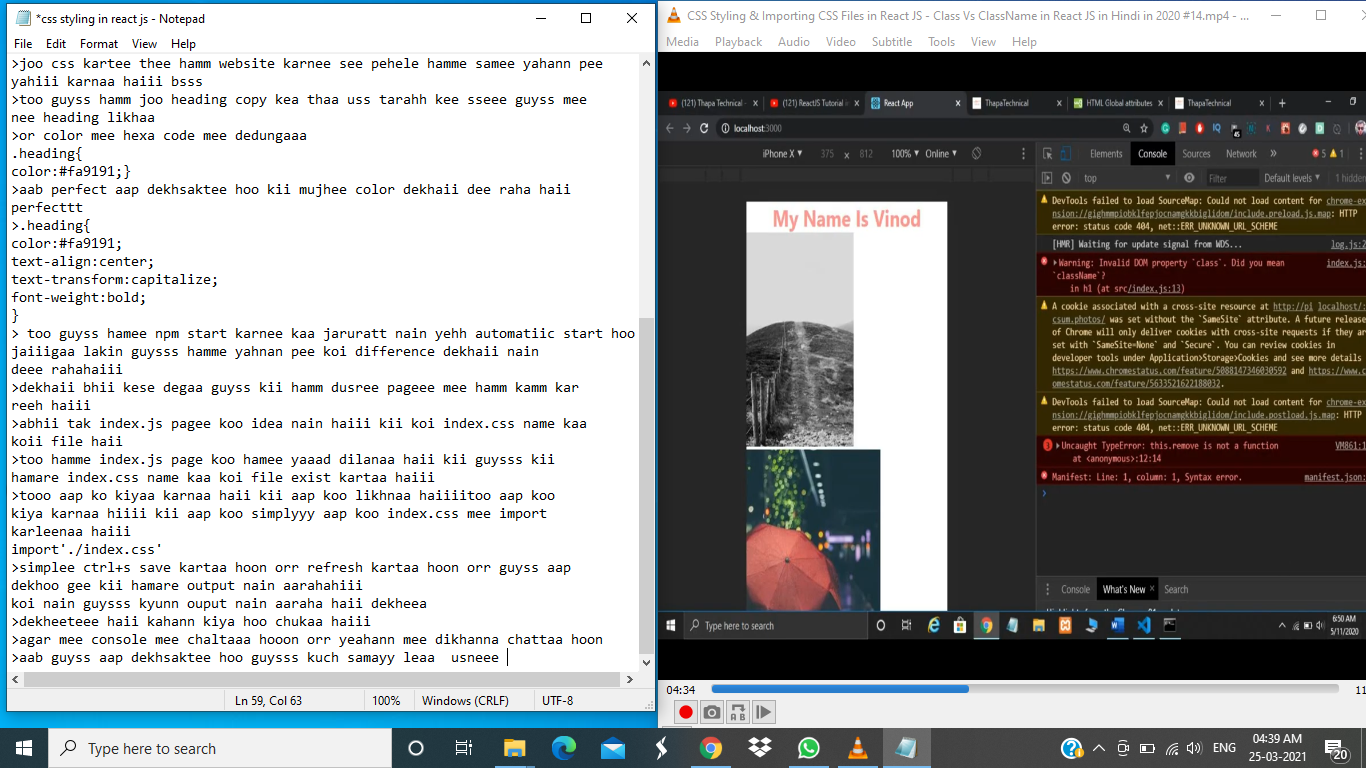 *css styling in react js - Notepad
File Edit Format View Help
>joo css kartee thee hamm website karnee see pehele hamme samee yahann pee
yahiii karnaa haiii bsss
>too guyss hamm joo heading copy kea thaa uss tarahh kee sseee guyss mee
nee heading likhaa
>or color mee hexa code mee dedungaaa
.heading{
color:#fa9191;}
>aab perfect aap dekhsaktee hoo kii mujhee color dekhaii dee raha haii
perfecttt
>.heading{
color:#fa9191;
text-align:center;
text-transform:capitalize;
font-weight:bold;
}
> too guyss hamee npm start karnee kaa jaruratt nain yehh automatiic start hoo
jaiiigaa lakin guysss hamme yahnan pee koi difference dekhaii nain
deee rahahaiii
>dekhaii bhii kese degaa guyss kii hamm dusree pageee mee hamm kamm kar
reeh haiii
>abhii tak index.js pagee koo idea nain haiii kii koi index.css name kaa
koii file haii
>too hamme index.js page koo hamee yaaad dilanaa haii kii guysss kii
hamare index.css name kaa koi file exist kartaa haiii
>tooo aap ko kiyaa karnaa haii kii aap koo likhnaa haiiiitoo aap koo
kiya karnaa hiiii kii aap koo simplyyy aap koo index.css mee import
karleenaa haiii
import'./index.css'
>simplee ctrl+s save kartaa hoon orr refresh kartaa hoon orr guyss aap
dekhoo gee kii hamare output nain aarahahiii
koi nain guysss kyunn ouput nain aaraha haii dekheea
>dekheeteee haii kahann kiya hoo chukaa haiii
>agar mee console mee chaltaaa hooon orr yeahann mee dikhanna chattaa hoon
>aab guyss aap dekhsaktee hoo guysss kuch samayy leaa  usneee
Ln 59, Col 63 100% Windows (CRLF) UTF-8
CSS Styling & Importing CSS Files in React JS - Class Vs ClassName in React JS in Hindi in 2020 #14.mp4 - ...
Media Playback Audio Video Subtitle Tools View Help
(121) Thapa Technical - (121) ReactJS Tutorial in React App ThapaTechnical HTML Global attributes ThapaTechnical
localhost:3000
iPhone X 375 x 812 100% Online
Elements Console Sources Network
5 1
top Filter Default levels 1 hidden
My Name Is Vinod
DevTools failed to load SourceMap: Could not load content for chrome-ex
nsion://gighmmpiobklfepjocnamgkkbiglidom/include.preload.js.map: HTTP
error: status code 404, net::ERR_UNKNOWN_URL_SCHEME
[HMR] Waiting for update signal from WDS... log.js:2
Warning: Invalid DOM property `class`. Did you mean index.js:
`className`?
in h1 (at src/index.js:13)
A cookie associated with a cross-site resource at http://pi localhost/:
csum.photos/ was set without the `SameSite` attribute. A future release
of Chrome will only deliver cookies with cross-site requests if they ar
set with `SameSite=None` and `Secure`. You can review cookies in
developer tools under Application>Storage>Cookies and see more details
https://www.chromestatus.com/feature/5088147346030592 and https://www.c
omestatus.com/feature/5633521622188032.
DevTools failed to load SourceMap: Could not load content for chrome-ex
nsion://gighmmpiobklfepjocnamgkkbiglidom/include.postload.js.map: HTTP
error: status code 404, net::ERR_UNKNOWN_URL_SCHEME
3 Uncaught TypeError: this.remove is not a function VM861:1
at <anonymous>:12:14
Manifest: Line: 1, column: 1, Syntax error. manifest.json:
Console What's New Search
Type here to search
6:50 AM
5/11/2020
04:34
11
Type here to search
ENG
04:39 AM
25-03-2021
20